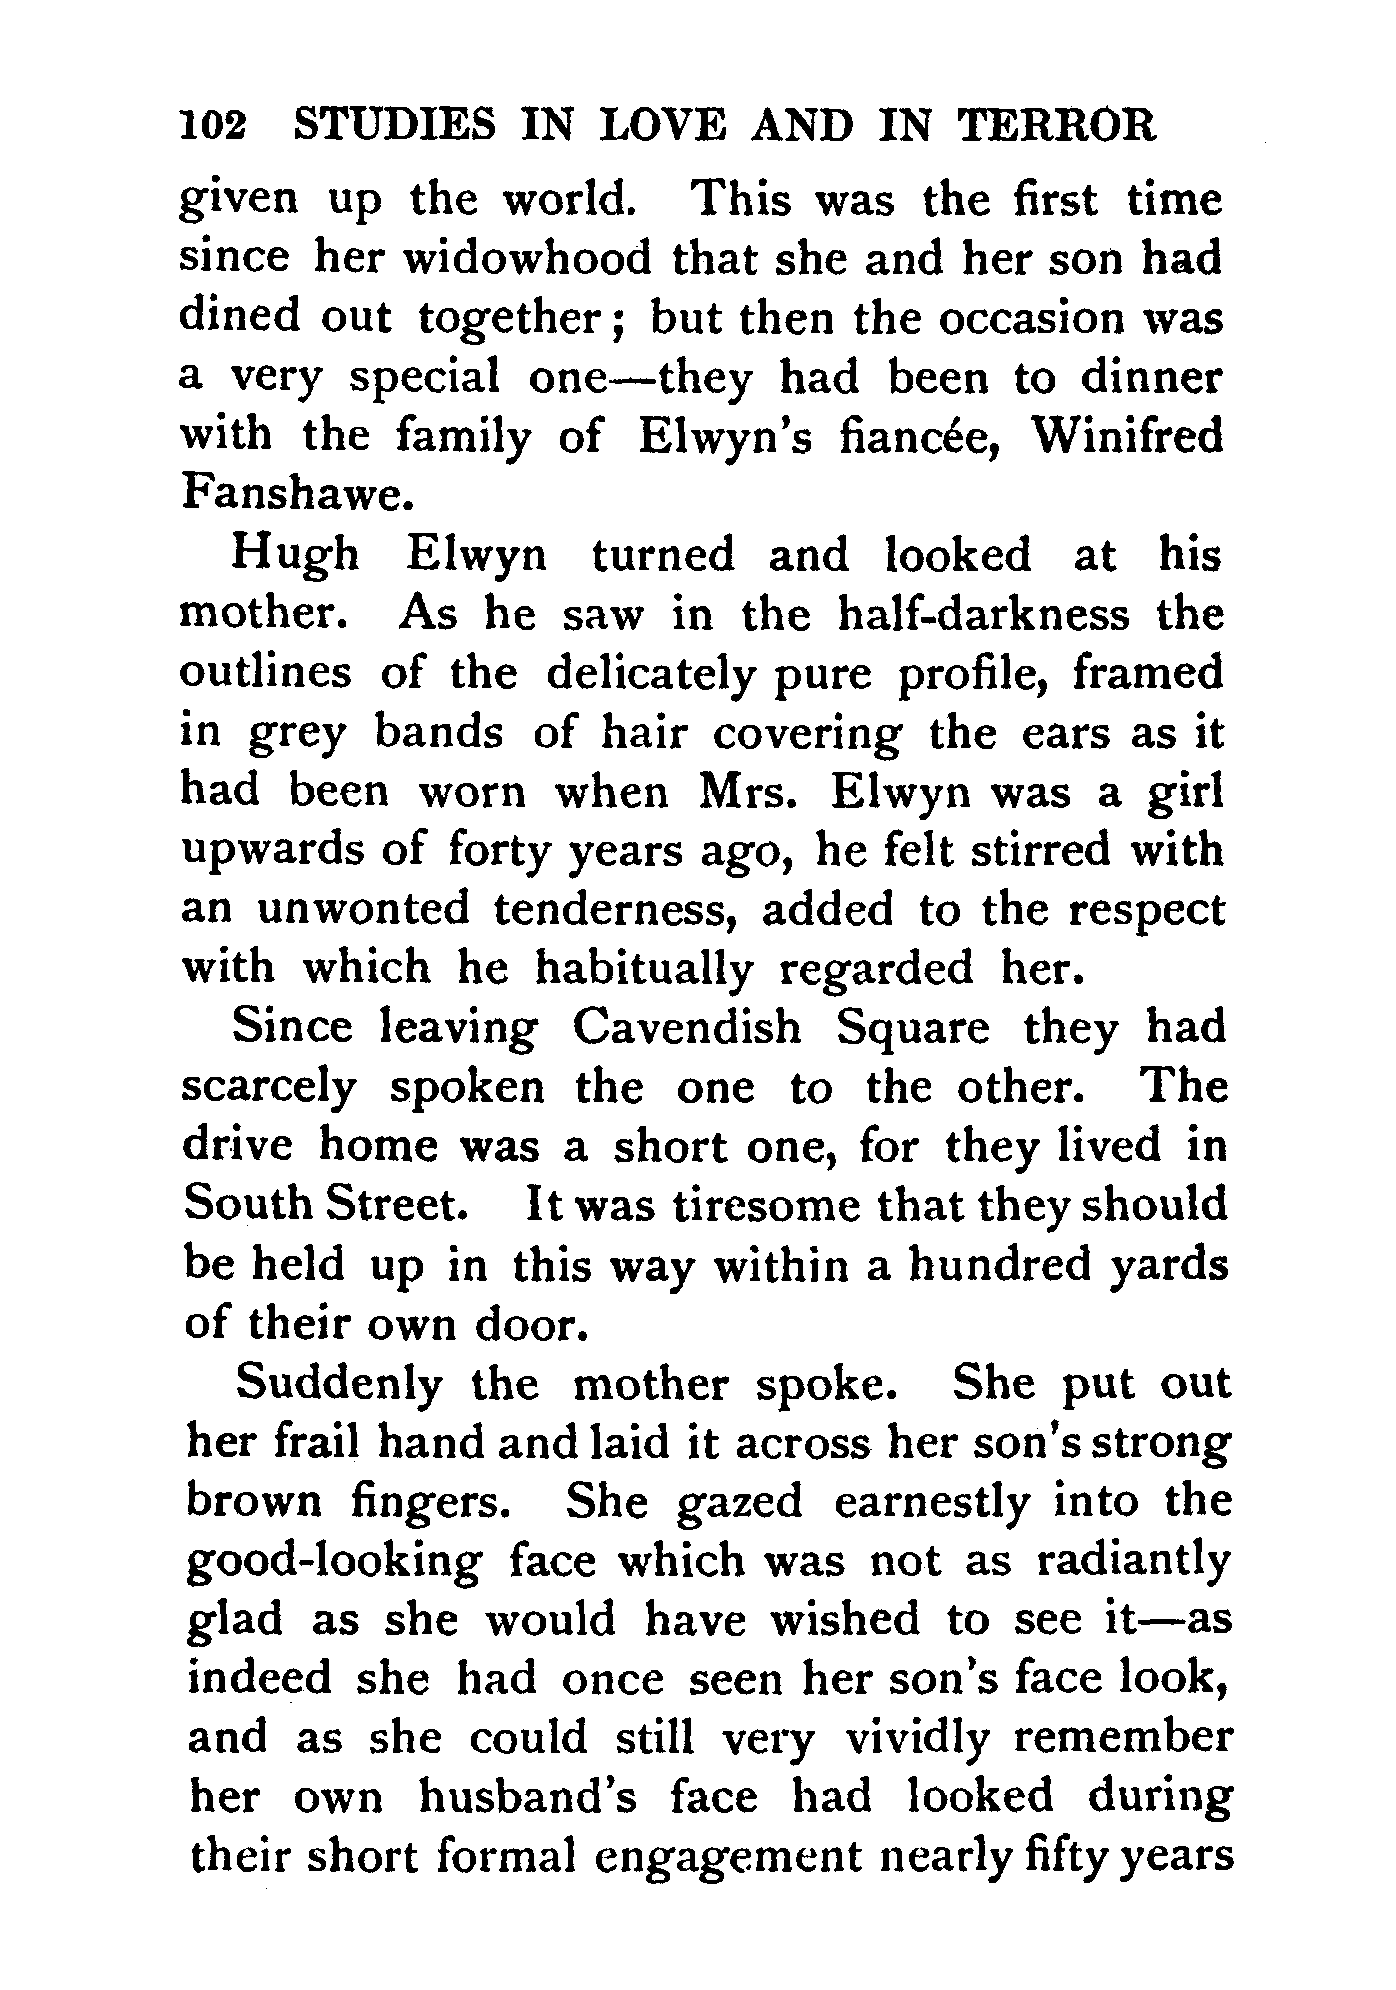 102 STUDIES IN LOVE AND IN TERROR
given up the world. This was the first time
since her widowhood that she and her son had
dined out together; but then the occasion was
a very special one—they had been to dinner
with the family of Elwyn's fiancée, Winifred
Fanshawe.
Hugh Elwyn turned and looked at his
mother. As he saw in the half-darkness the
outlines of the delicately pure profile, framed
in grey bands of hair covering the ears as it
had been worn when Mrs. Elwyn was a girl
upwards of forty years ago, he felt stirred with
an unwonted tenderness, added to the respect
with which he habitually regarded her.
Since leaving Cavendish Square they had
scarcely spoken the one to the other. The
drive home was a short one, for they lived in
South Street. It was tiresome that they should
be held up in this way within a hundred yards
of their own door.
Suddenly the mother spoke. She put out
her frail hand and laid it across her son's strong
brown fingers. She gazed earnestly into the
good-looking face which was not as radiantly
glad as she would have wished to see it—as
indeed she had once seen her son's face look,
and as she could still very vividly remember
her own husband's face had looked during
their short formal engagement nearly fifty years